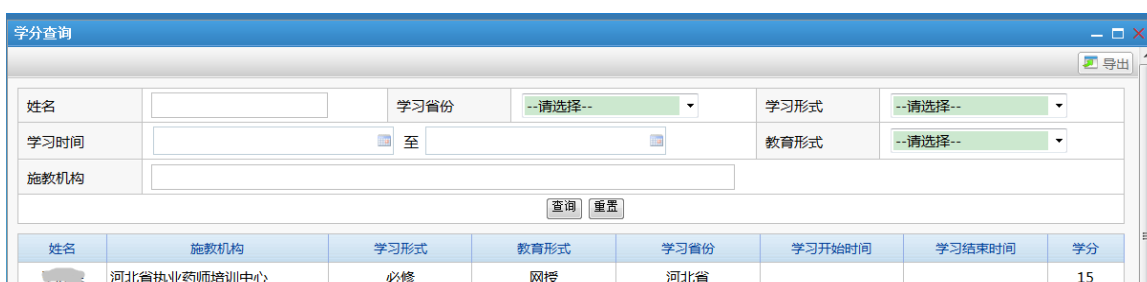 学分查询
导出
姓名 学习省份 --请选择-- 学习形式 --请选择--
学习时间 至 教育形式 --请选择--
施教机构
查询 重置
姓名 施教机构 学习形式 教育形式 学习省份 学习开始时间 学习结束时间 学分
河北省执业药师培训中心 必修 网授 河北省 15